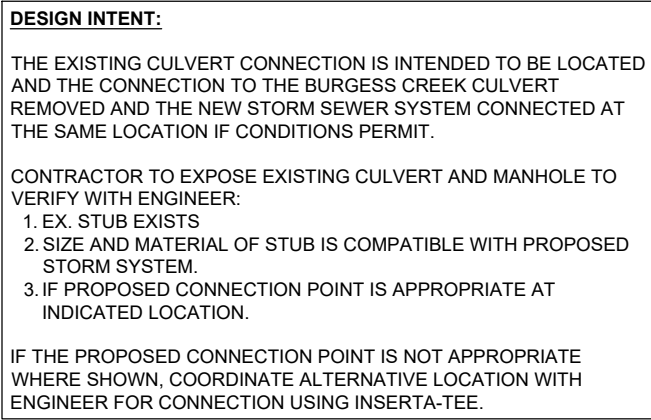 DESIGN INTENT:
THE EXISTING CULVERT CONNECTION IS INTENDED TO BE LOCATED
AND THE CONNECTION TO THE BURGESS CREEK CULVERT
REMOVED AND THE NEW STORM SEWER SYSTEM CONNECTED AT
THE SAME LOCATION IF CONDITIONS PERMIT.
CONTRACTOR TO EXPOSE EXISTING CULVERT AND MANHOLE TO
VERIFY WITH ENGINEER:
1. EX. STUB EXISTS
2. SIZE AND MATERIAL OF STUB IS COMPATIBLE WITH PROPOSED
STORM SYSTEM.
3. IF PROPOSED CONNECTION POINT IS APPROPRIATE AT
INDICATED LOCATION.
IF THE PROPOSED CONNECTION POINT IS NOT APPROPRIATE
WHERE SHOWN, COORDINATE ALTERNATIVE LOCATION WITH
ENGINEER FOR CONNECTION USING INSERTA-TEE.